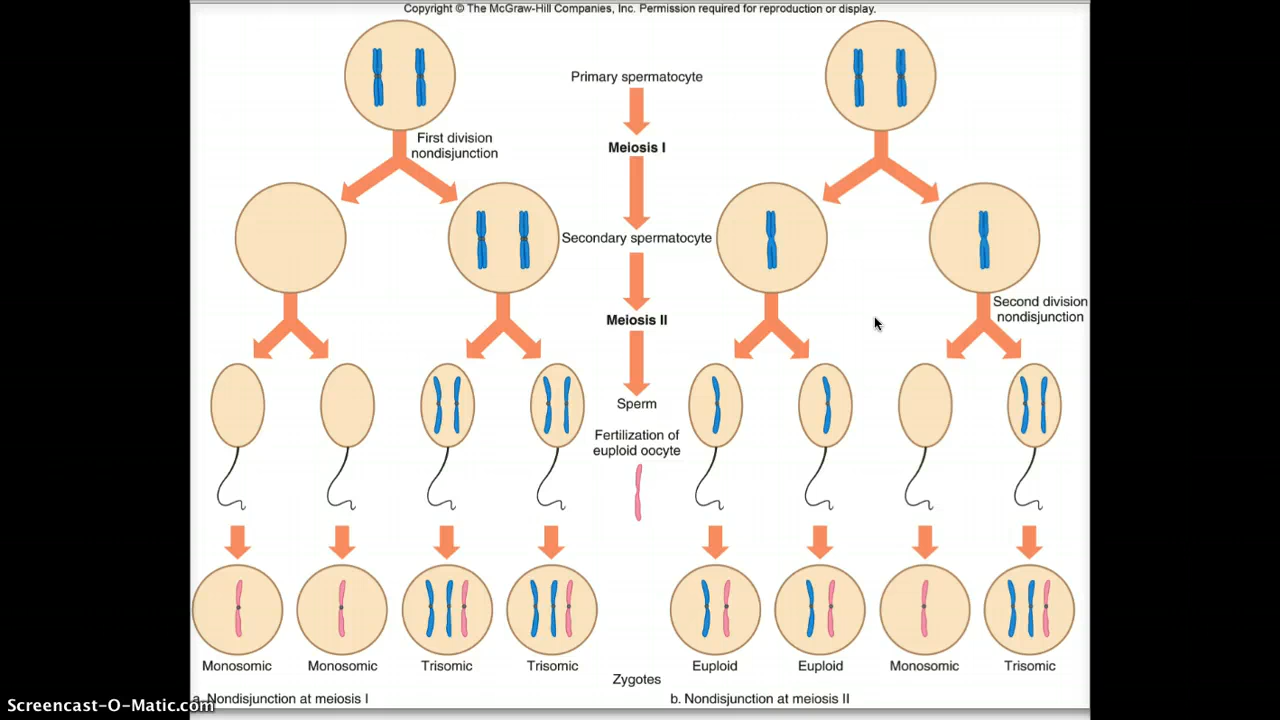 Copyright © The McGraw-Hill Companies, Inc. Permission required for reproduction or display.
Primary spermatocyte
First division
nondisjunction
Meiosis I
Secondary spermatocyte
Second division
nondisjunction
Meiosis II
Sperm
Fertilization of
euploid oocyte
Monosomic Monosomic Trisomic Trisomic Euploid Euploid Monosomic Trisomic
Zygotes
a. Nondisjunction at meiosis I
b. Nondisjunction at meiosis II
Screencast-O-Matic.com